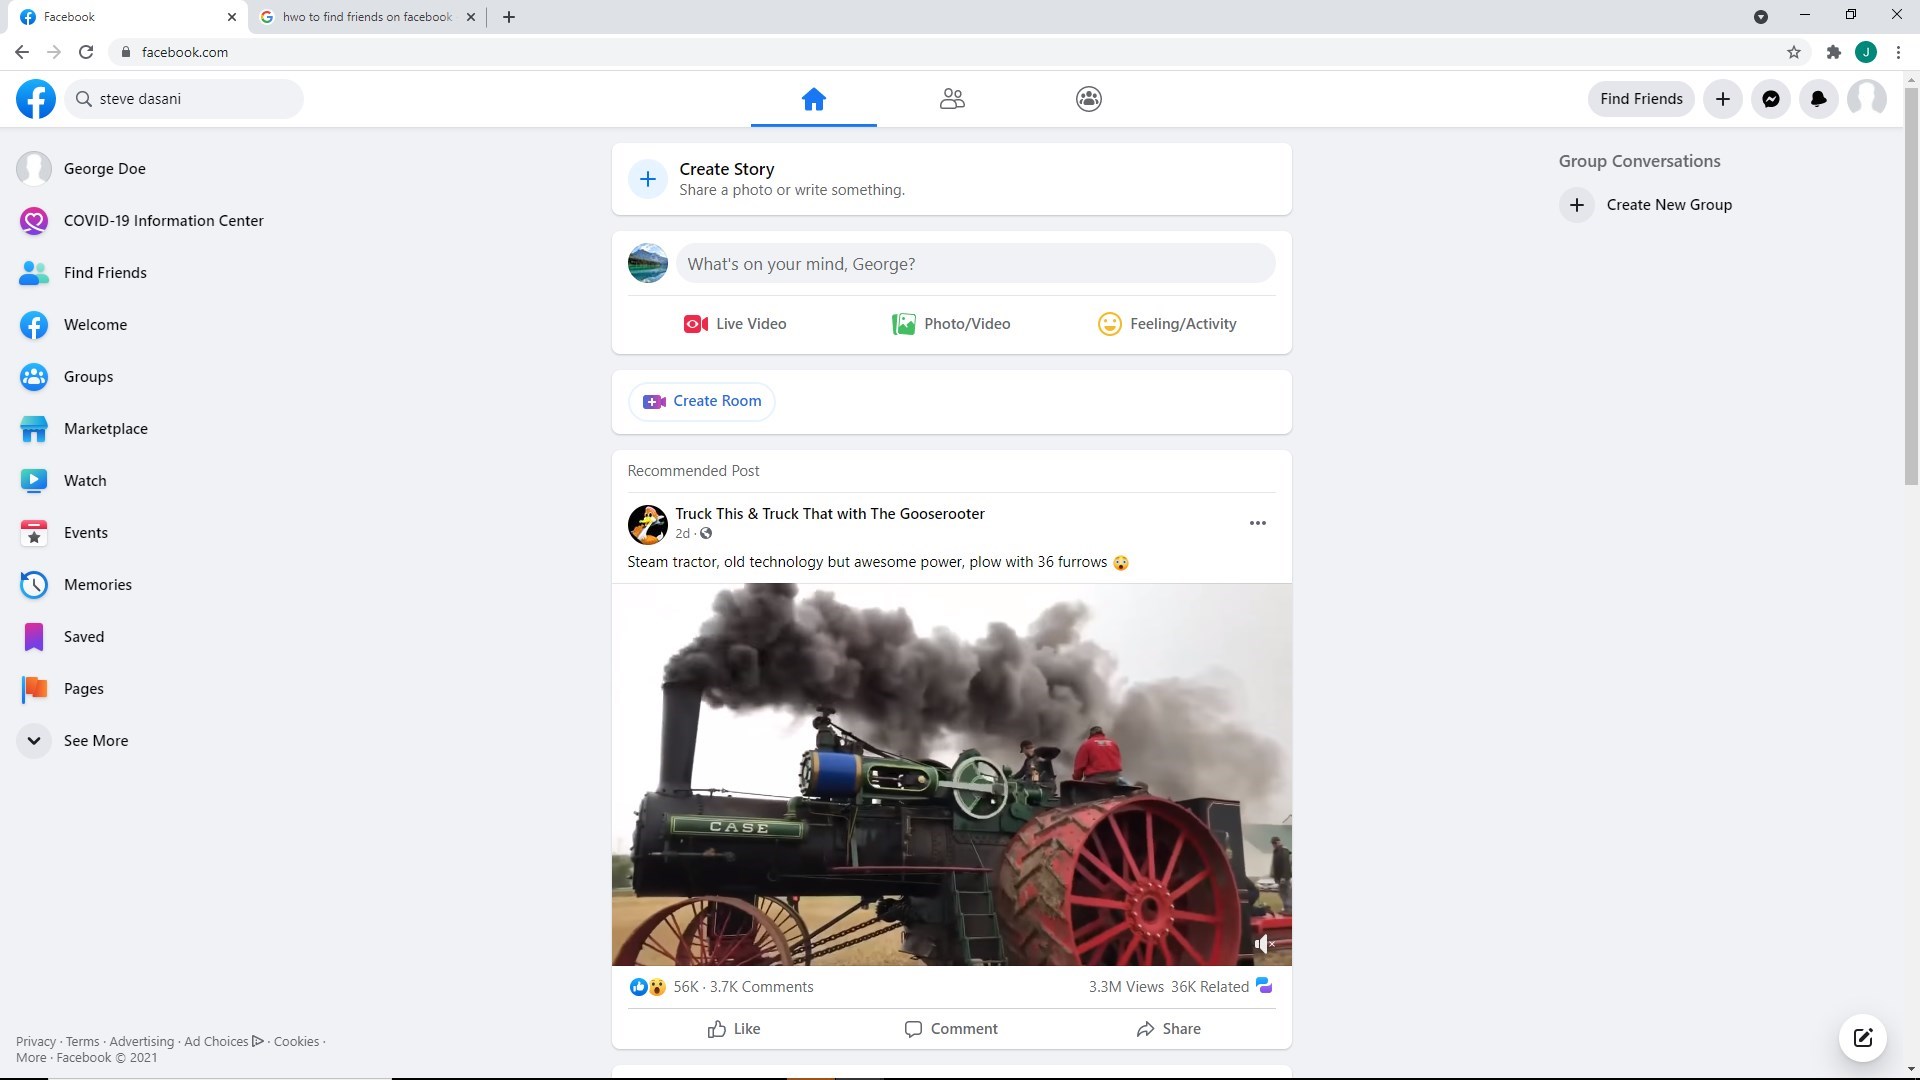 Facebook
hwo to find friends on facebook
J
facebook.com
steve dasani
Find Friends
George Doe
COVID-19 Information Center
Find Friends
Welcome
Groups
Marketplace
Watch
Events
Memories
Saved
Pages
See More
Privacy · Terms · Advertising · Ad Choices · Cookies ·
More · Facebook © 2021
Create Story
Share a photo or write something.
What's on your mind, George?
Live Video
Photo/Video
Feeling/Activity
Create Room
Recommended Post
Truck This & Truck That with The Gooserooter
2d ·
Steam tractor, old technology but awesome power, plow with 36 furrows 😲
CASE
56K · 3.7K Comments
3.3M Views 36K Related
Like
Comment
Share
Group Conversations
Create New Group